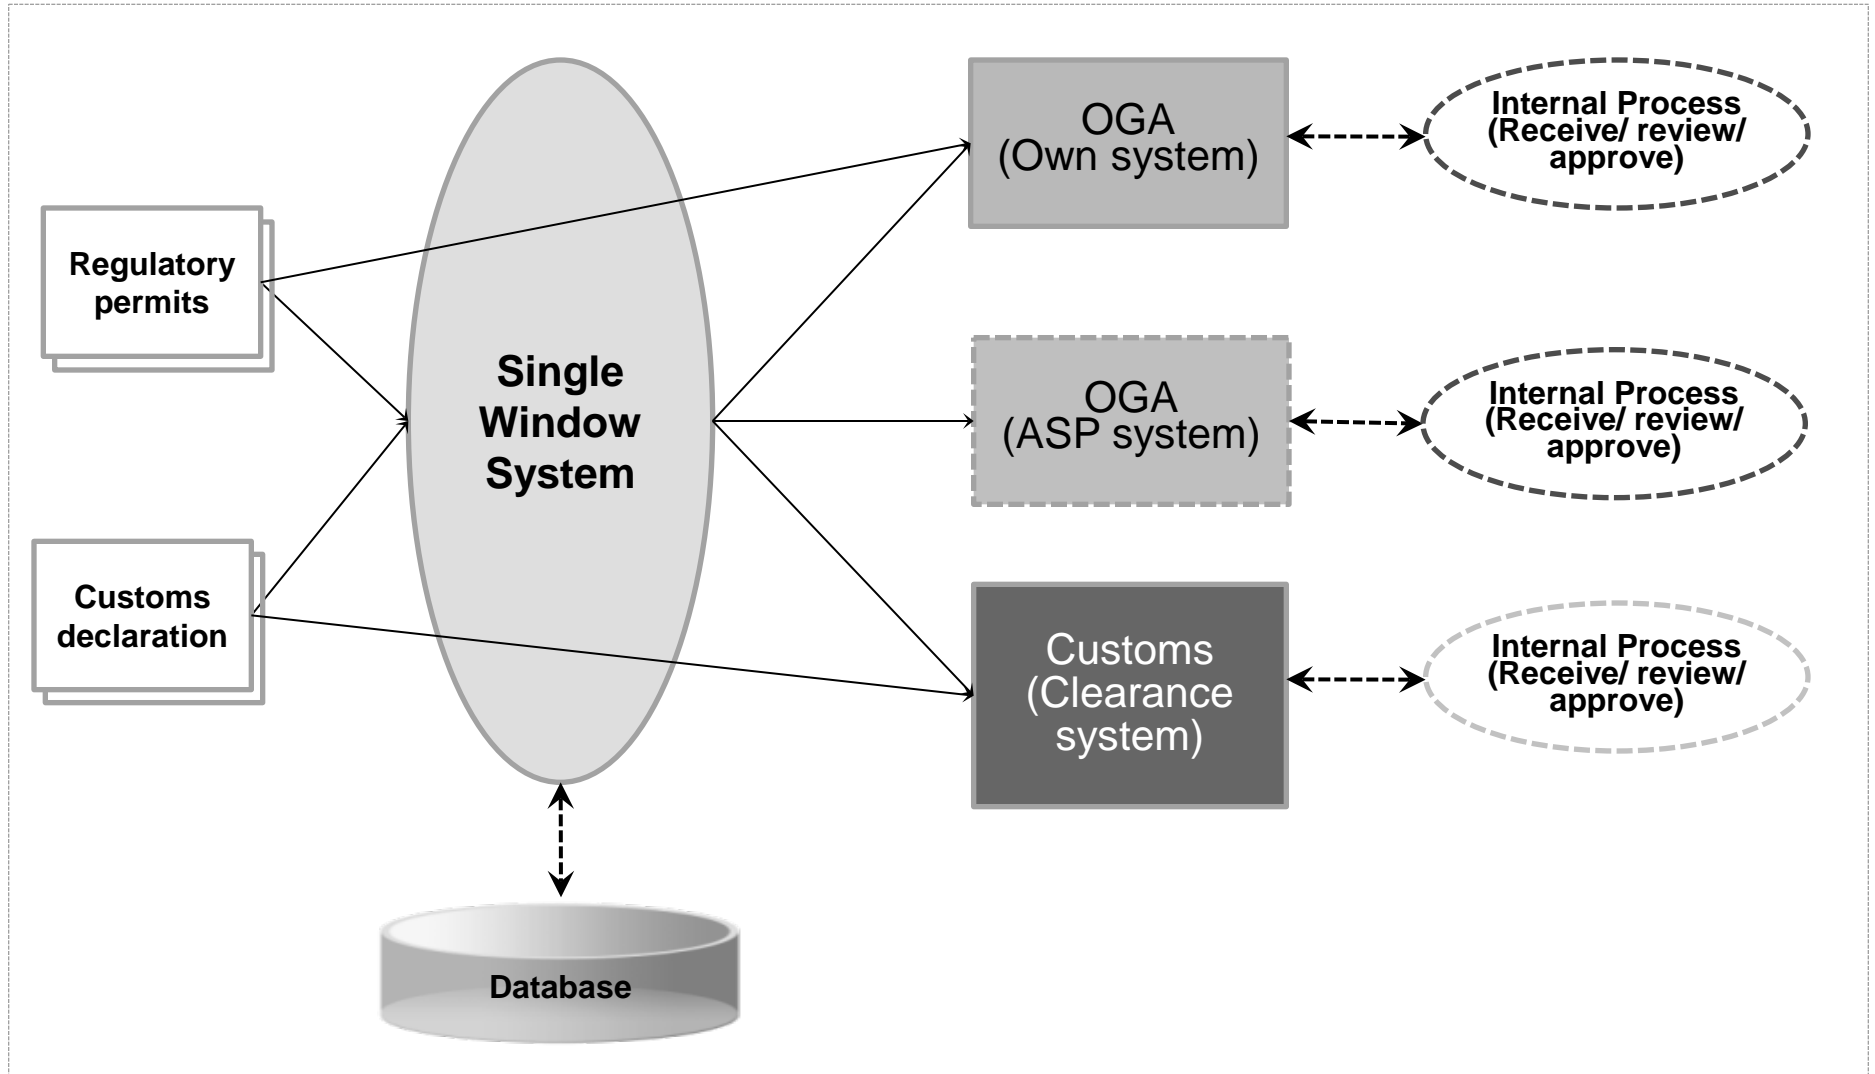 Regulatory
permits
Customs
declaration
Single
Window
System
Database
OGA
(Own system)
OGA
(ASP system)
Customs
(Clearance
system)
Internal Process
(Receive/ review/
approve)
Internal Process
(Receive/ review/
approve)
Internal Process
(Receive/ review/
approve)